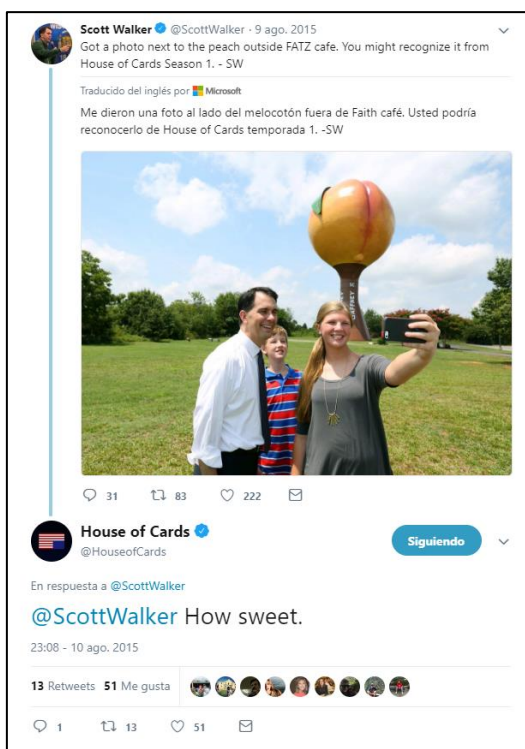 Scott Walker @ScottWalker · 9 ago. 2015
Got a photo next to the peach outside FATZ cafe. You might recognize it from
House of Cards Season 1. - SW
Traducido del inglés por Microsoft
Me dieron una foto al lado del melocotón fuera de Faith café. Usted podría
reconocerlo de House of Cards temporada 1. -SW
GAFFNEY
31 83 222
House of Cards
@HouseofCards
Siguiendo
En respuesta a @ScottWalker
@ScottWalker How sweet.
23:08 - 10 ago. 2015
13 Retweets 51 Me gusta
1 13 51